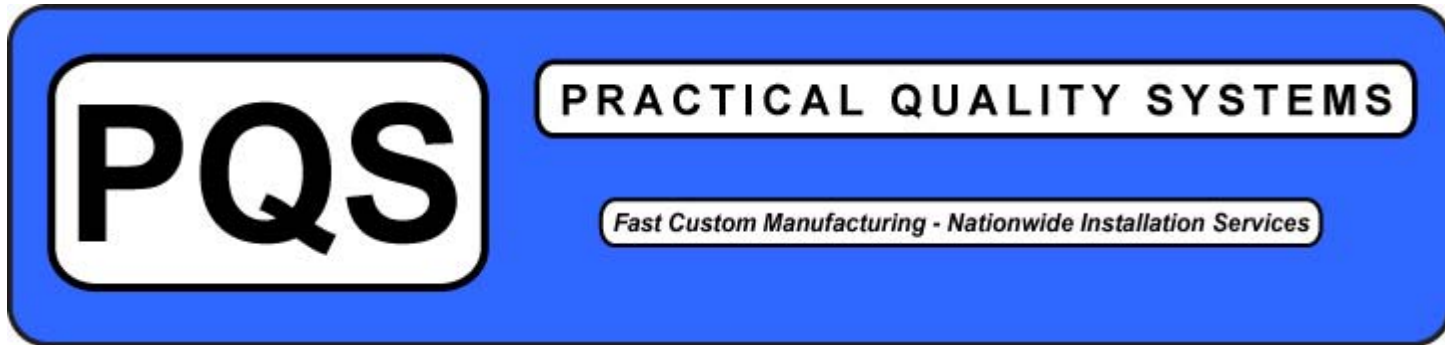 PQS
PRACTICAL QUALITY SYSTEMS
Fast Custom Manufacturing - Nationwide Installation Services